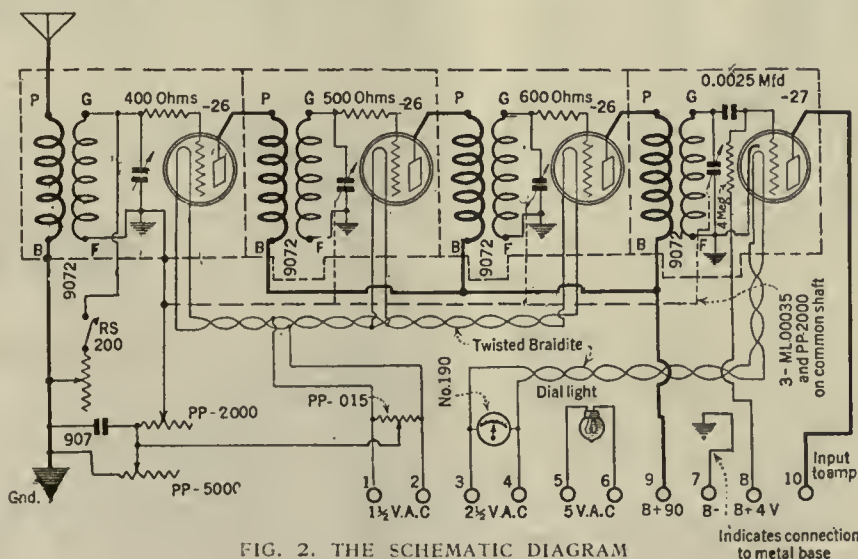 0.0025 Mfd
P G 400 Ohms -26 P G 500 Ohms -26 P G 600 Ohms -26 P G -27
4 Meg.
B F B F B F B F
9072 9072 9072 9072
RS
200
Twisted Braidite
3- ML00035
and PP-2000
on common shaft
PP-2000
PP-015
No.190
Dial light
907
PP-5000
Gnd.
1 2 3 4 5 6 9 7 8 10
1½ V.A.C 2½ V.A.C 5 V.A.C B+90 B- B+4 V
Input
to amp
Indicates connection
to metal base
FIG. 2. THE SCHEMATIC DIAGRAM